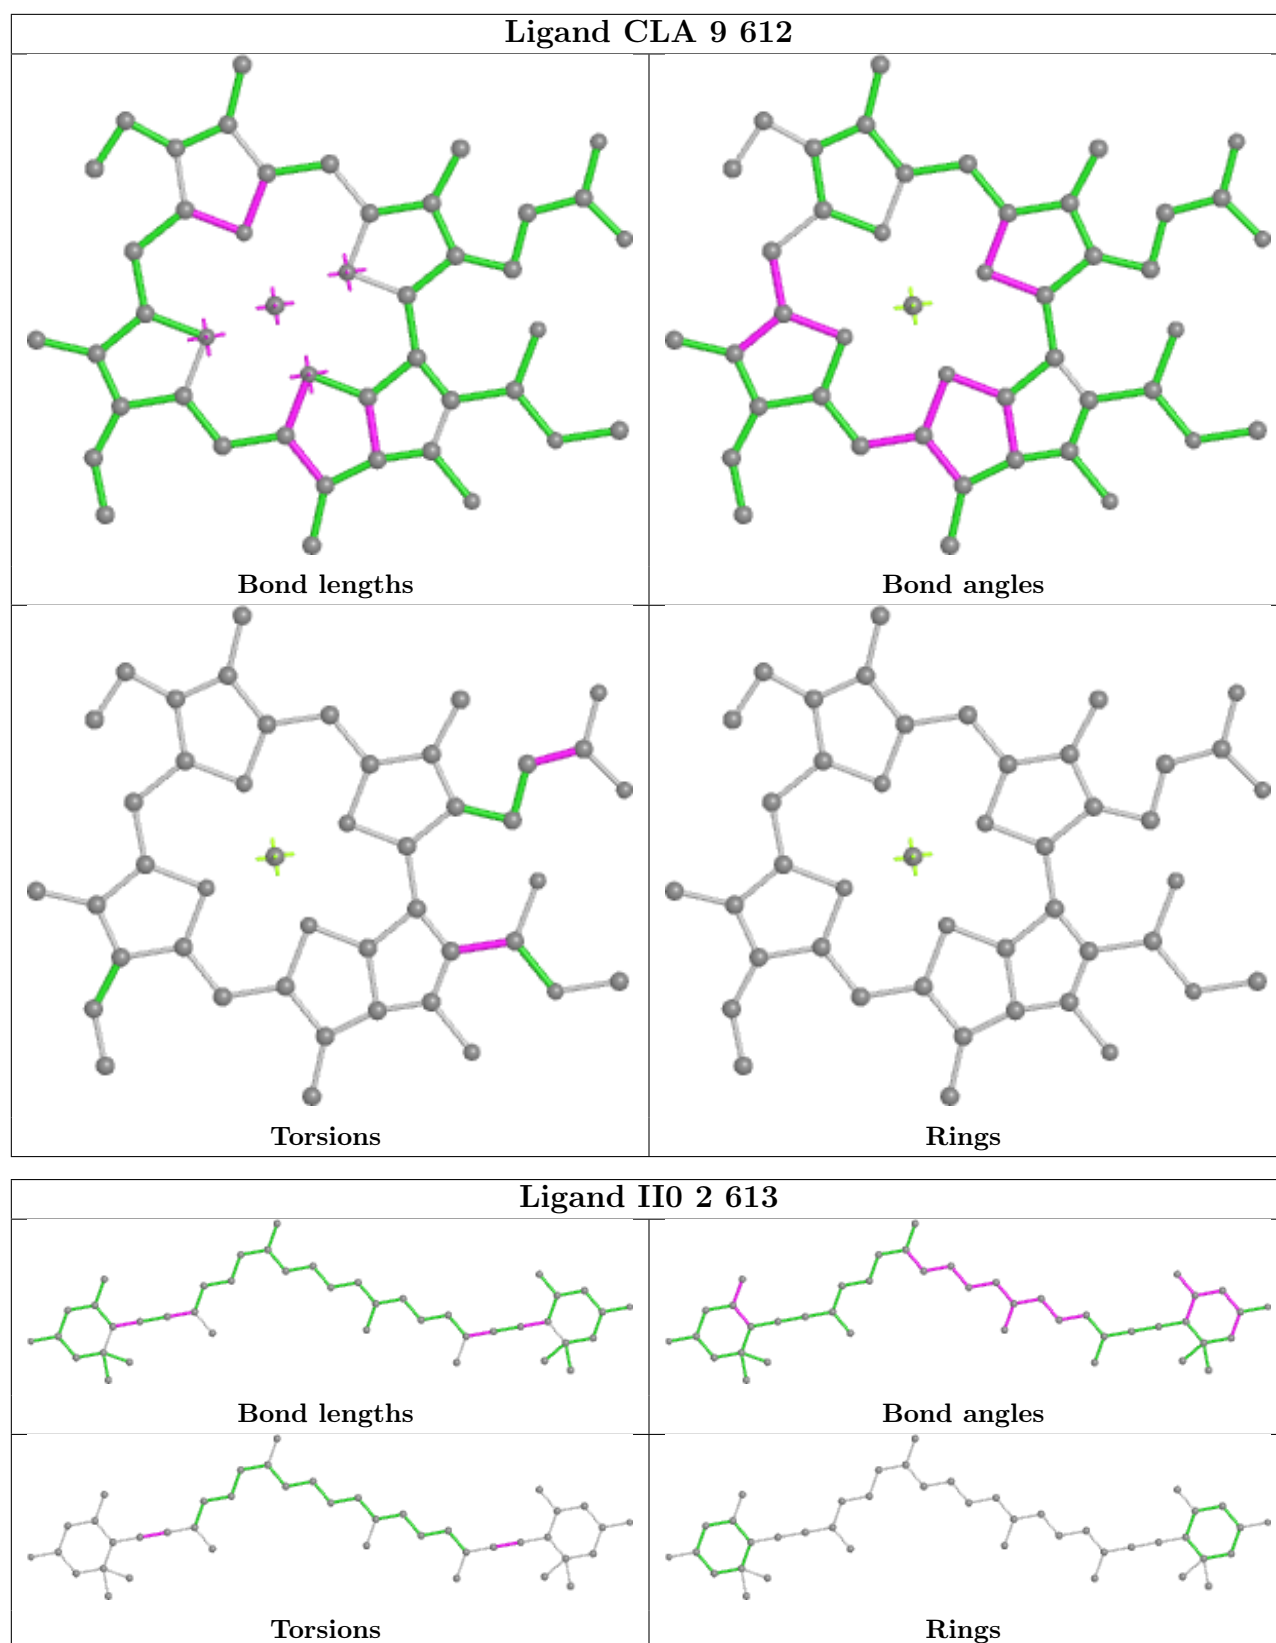 Ligand CLA 9 612
Bond lengths
Bond angles
Torsions
Rings
Ligand II0 2 613
Bond lengths
Bond angles
Torsions
Rings